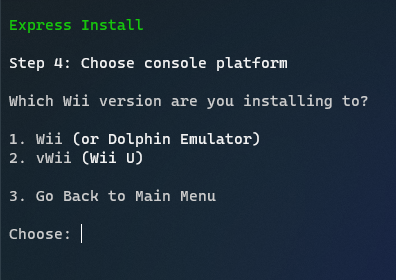 Express Install
Step 4: Choose console platform
Which Wii version are you installing to?
1. Wii (or Dolphin Emulator)
2. vWii (Wii U)
3. Go Back to Main Menu
Choose: